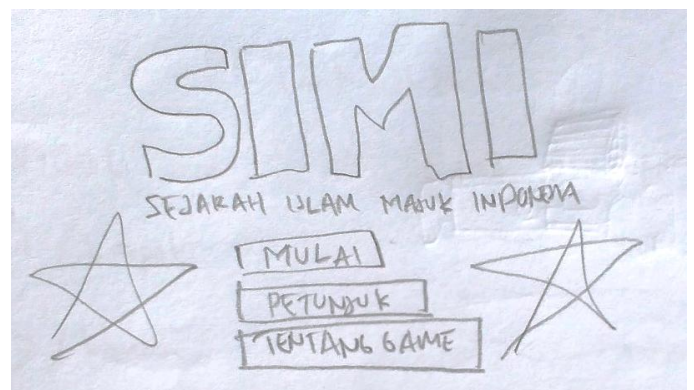 SIMI
SEJARAH ISLAM MASUK INDONESIA
MULAI
PETUNJUK
TENTANG GAME